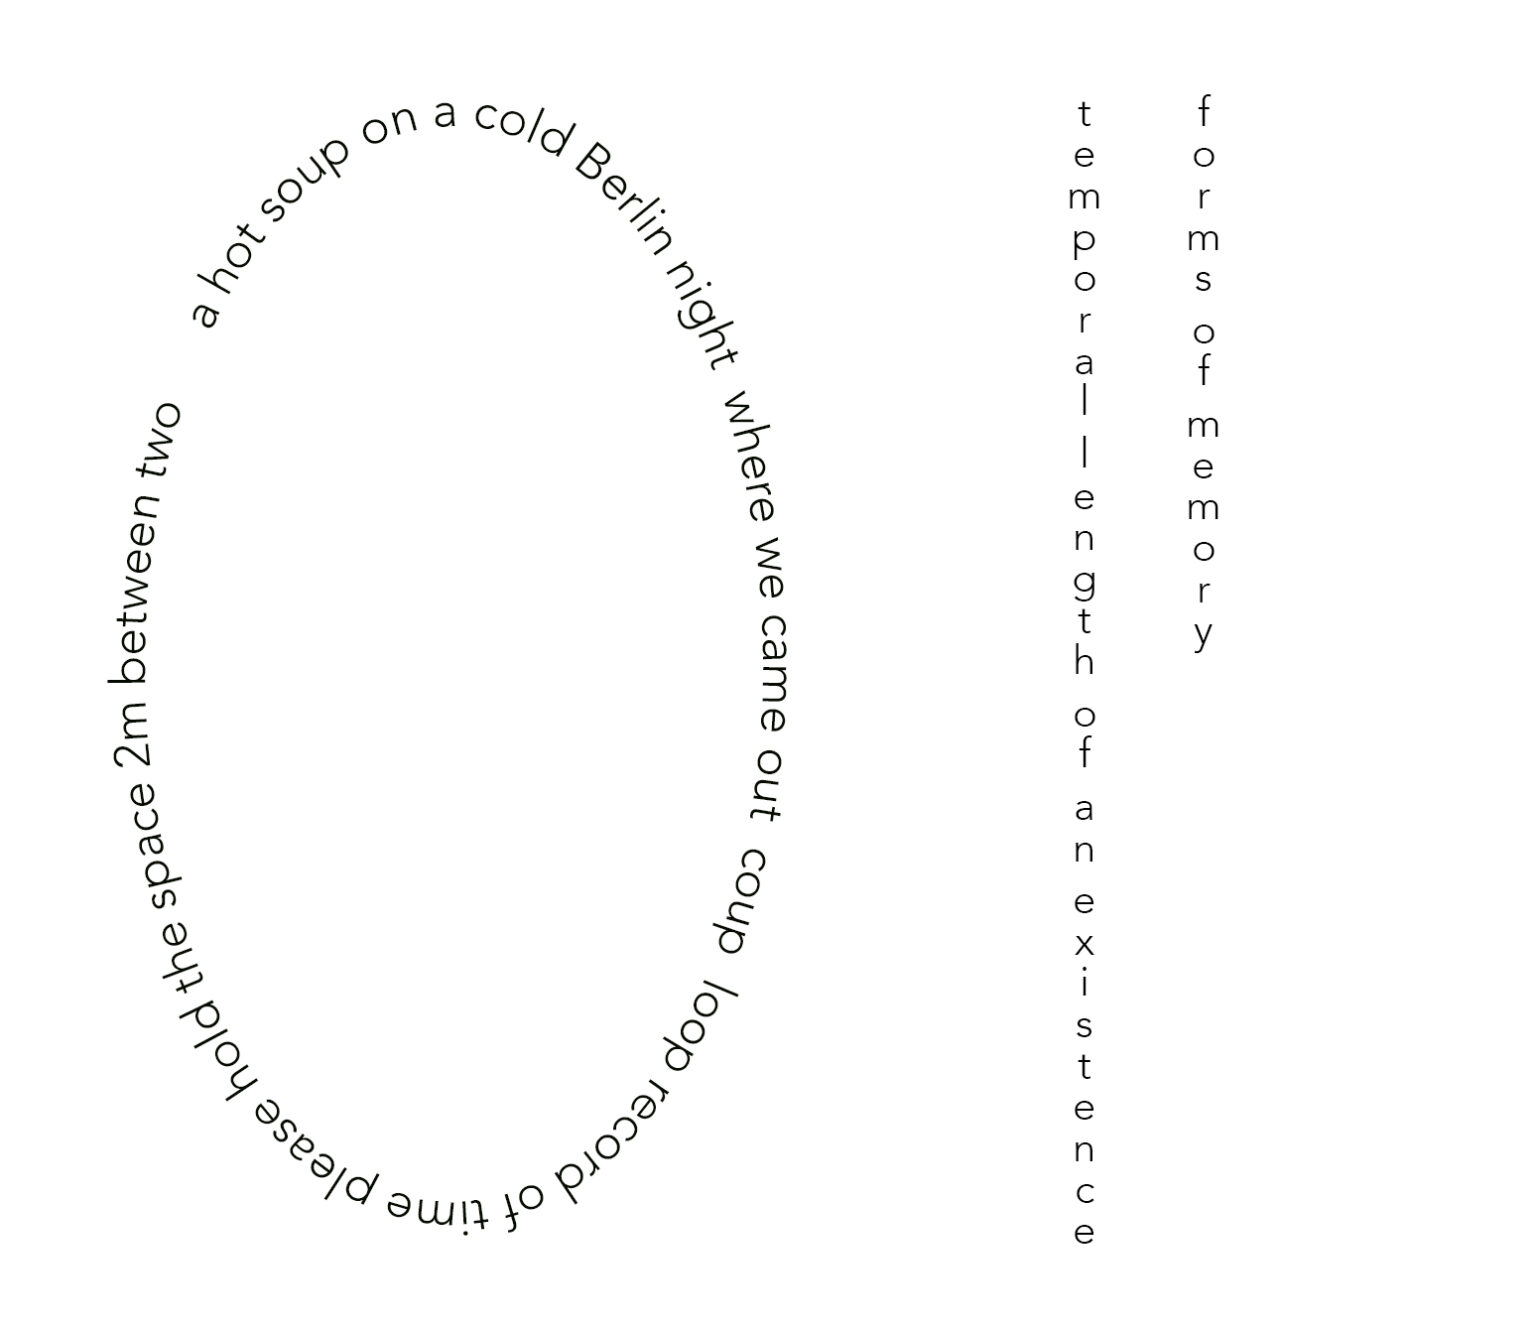 a hot soup on a cold Berlin night where we came out coup loop record of time please hold the space 2m between two
temporal length of an existence
forms of memory